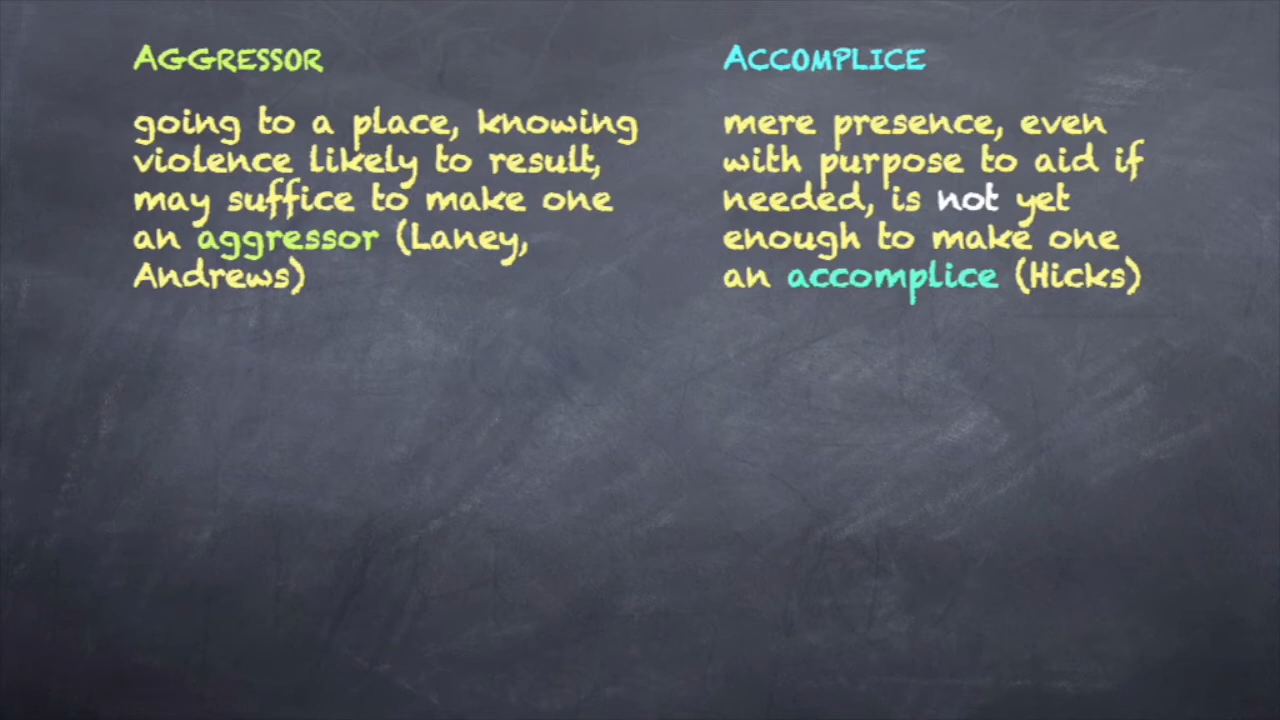 AGGRESSOR
going to a place, knowing
violence likely to result,
may suffice to make one
an aggressor (Laney,
Andrews)
ACCOMPLICE
mere presence, even
with purpose to aid if
needed, is not yet
enough to make one
an accomplice (Hicks)